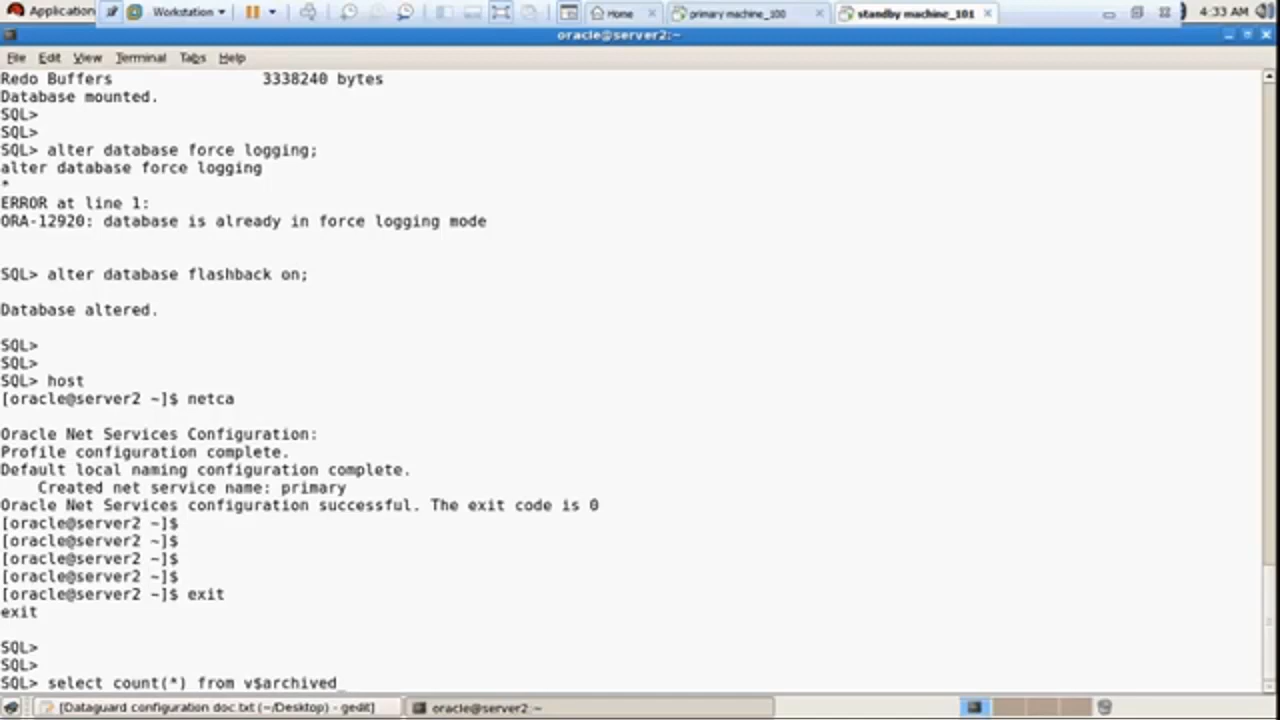 Application Workstation Home primary machine_100 standby machine_101 4:33 AM
oracle@server2:~
File Edit View Terminal Tabs Help
Redo Buffers 3338240 bytes
Database mounted.
SQL>
SQL>
SQL> alter database force logging;
alter database force logging
*
ERROR at line 1:
ORA-12920: database is already in force logging mode
SQL> alter database flashback on;
Database altered.
SQL>
SQL>
SQL> host
[oracle@server2 ~]$ netca
Oracle Net Services Configuration:
Profile configuration complete.
Default local naming configuration complete.
Created net service name: primary
Oracle Net Services configuration successful. The exit code is 0
[oracle@server2 ~]$
[oracle@server2 ~]$
[oracle@server2 ~]$
[oracle@server2 ~]$
[oracle@server2 ~]$ exit
exit
SQL>
SQL>
SQL> select count(*) from v$archived_
[Dataguard configuration doc.txt (~/Desktop) - gedit] oracle@server2:~